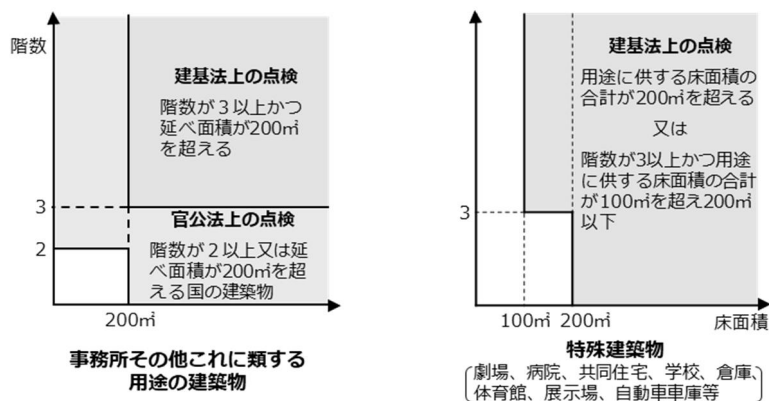 階数
建基法上の点検
階数が3以上かつ
延べ面積が200㎡
を超える
3
官公法上の点検
2
階数が2以上又は延
べ面積が200㎡を超
える国の建築物
200㎡
事務所その他これに類する
用途の建築物
建基法上の点検
用途に供する床面積の
合計が200㎡を超える
又は
階数が3以上かつ用途
に供する床面積の合計
が100㎡を超え200㎡
以下
3
100㎡ 200㎡ 床面積
特殊建築物
劇場、病院、共同住宅、学校、倉庫、
体育館、展示場、自動車車庫等